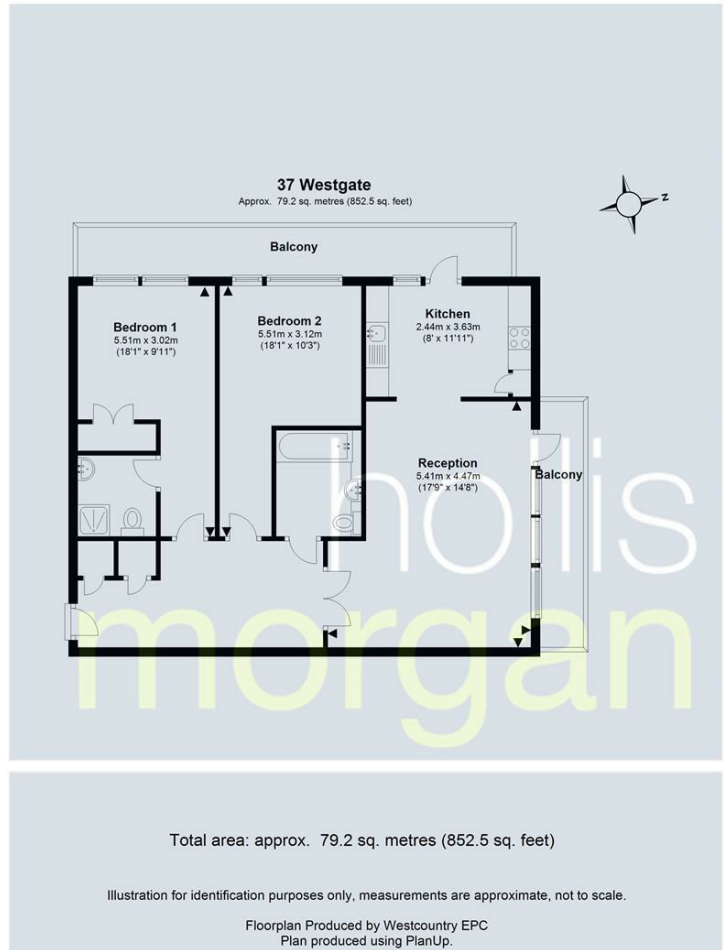 37 Westgate
Approx. 79.2 sq. metres (852.5 sq. feet)
N
Balcony
Bedroom 1
5.51m x 3.02m
(18'1" x 9'11")
Bedroom 2
5.51m x 3.12m
(18'1" x 10'3")
Kitchen
2.44m x 3.63m
(8' x 11'11")
Reception
5.41m x 4.47m
(17'9" x 14'8")
Balcony
hollis
morgan
Total area: approx. 79.2 sq. metres (852.5 sq. feet)
Illustration for identification purposes only, measurements are approximate, not to scale.
Floorplan Produced by Westcountry EPC
Plan produced using PlanUp.